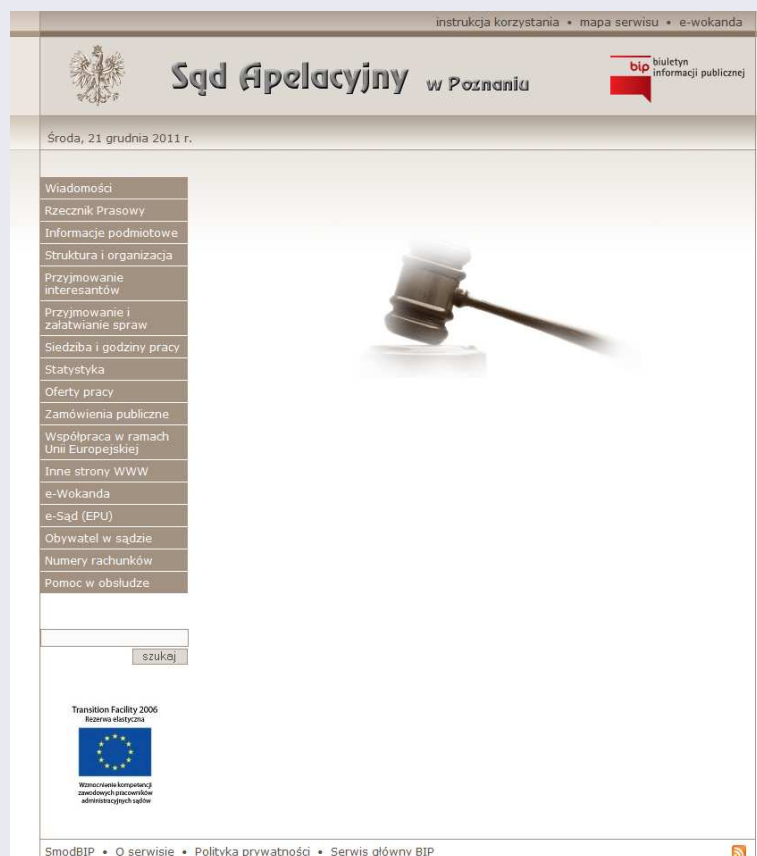 instrukcja korzystania • mapa serwisu • e-wokanda
Sąd Apelacyjny w Poznaniu
bip biuletyn
informacji publicznej
Środa, 21 grudnia 2011 r.
Wiadomości
Rzecznik Prasowy
Informacje podmiotowe
Struktura i organizacja
Przyjmowanie
interesantów
Przyjmowanie i
załatwianie spraw
Siedziba i godziny pracy
Statystyka
Oferty pracy
Zamówienia publiczne
Współpraca w ramach
Unii Europejskiej
Inne strony WWW
e-Wokanda
e-Sąd (EPU)
Obywatel w sądzie
Numery rachunków
Pomoc w obsłudze
szukaj
Transition Facility 2006
Rezerwa elastyczna
Wzmocnienie kompetencji
zawodowych pracowników
administracyjnych sądów
SmodBIP • O serwisie • Polityka prywatności • Serwis główny BIP